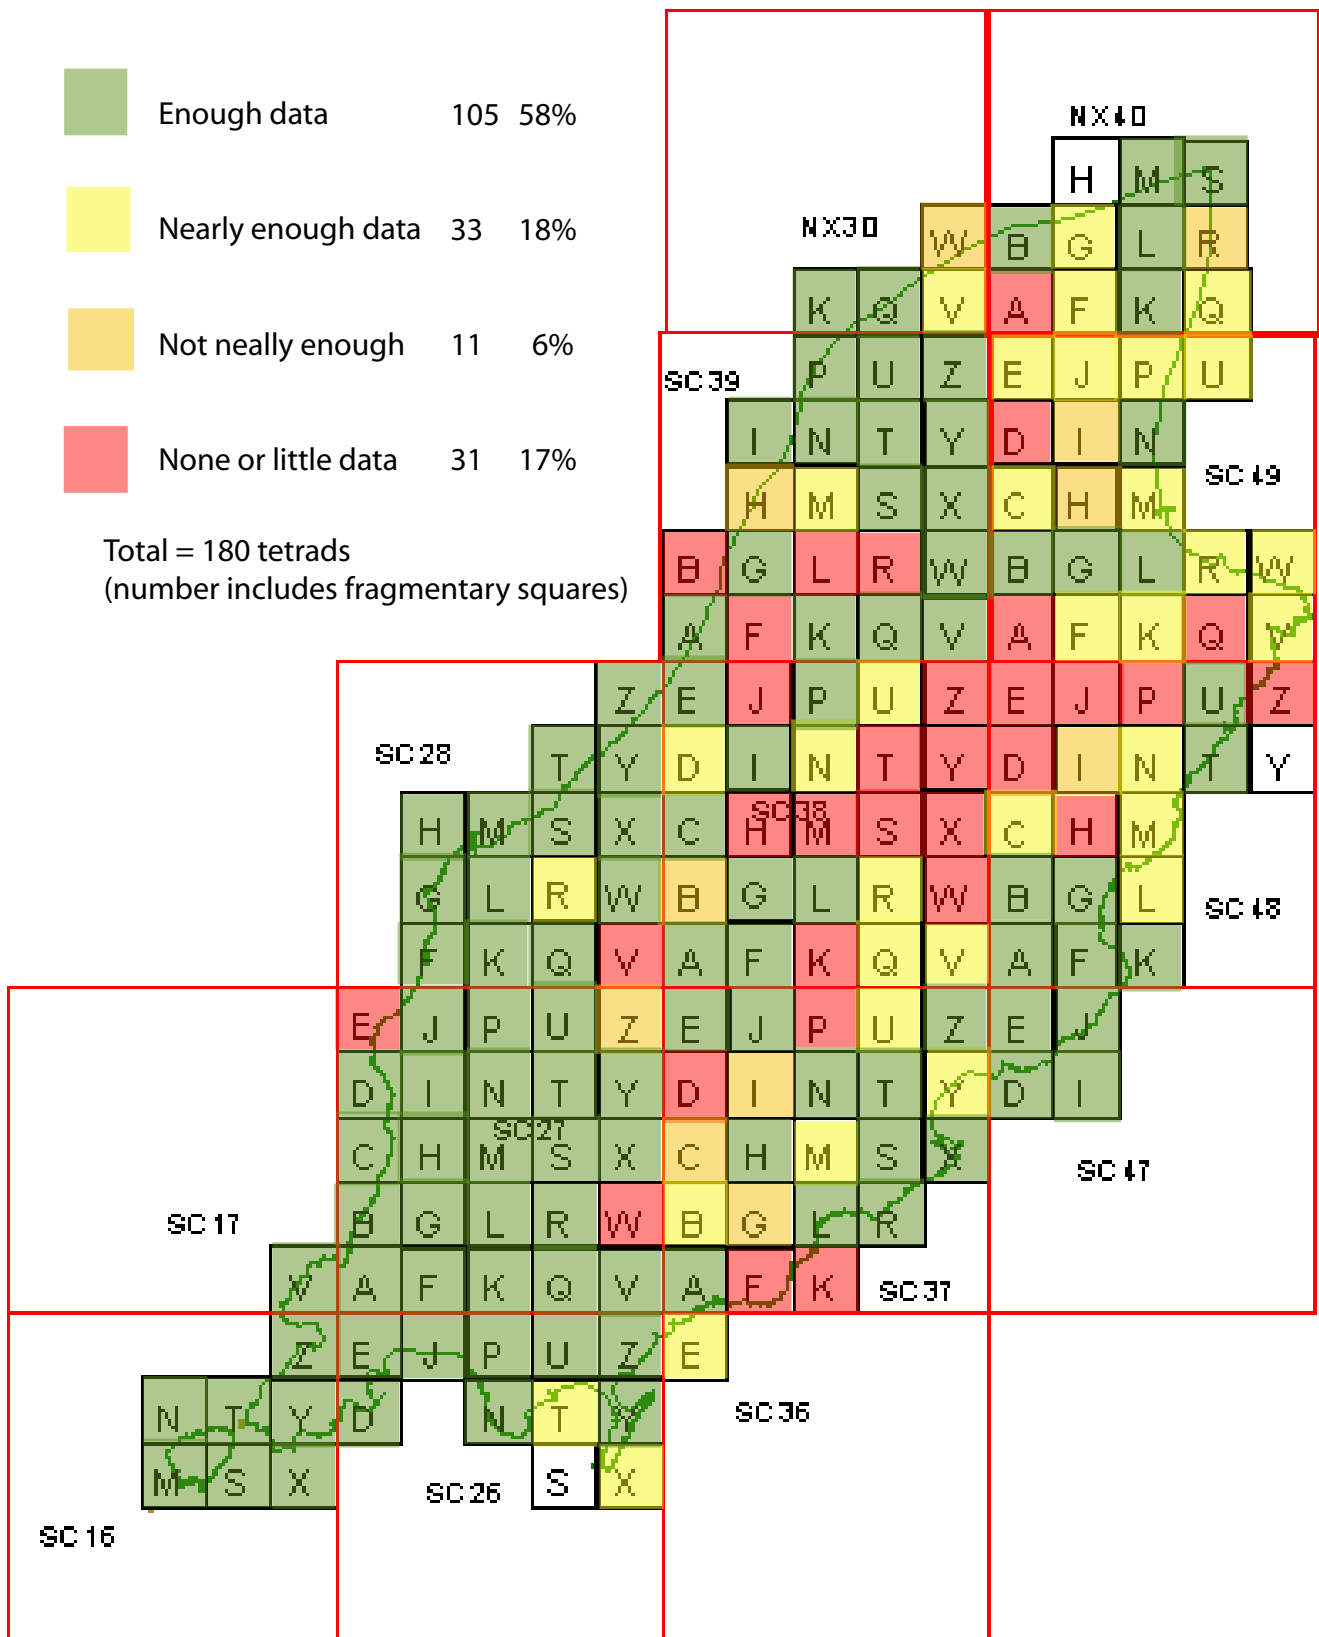 NX40
Enough data 105 58%
H M S
Nearly enough data 33 18%
NX30
W B G L R
K Q V A F K Q
Not neally enough 11 6%
SC39
P U Z E J P U
I N T Y D I N
None or little data 31 17%
SC49
H M S X C H M
Total = 180 tetrads
(number includes fragmentary squares)
B G L R W B G L R W
A F K Q V A F K Q V
Z E J P U Z E J P U Z
SC28
T Y D I N T Y D I N T Y
SC38
H M S X C H M S X C H M
G L R W B G L R W B G L
SC48
F K Q V A F K Q V A F K
E J P U Z E J P U Z E J
D I N T Y D I N T Y D I
SC27
C H M S X C H M S X
SC47
SC17
B G L R W B G L R
V A F K Q V A F K
SC37
Z E J P U Z E
N T Y D N T Y
SC36
M S X S X
SC26
SC16